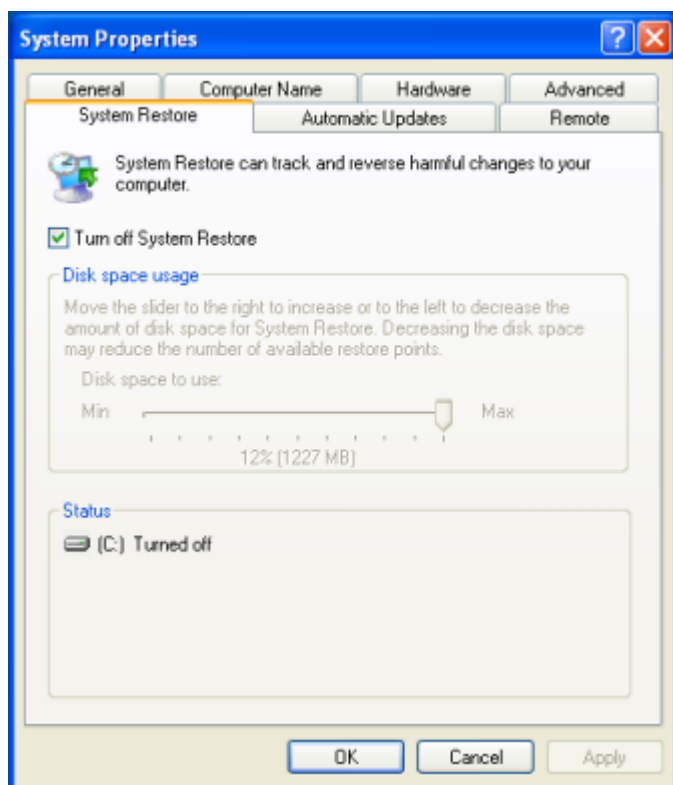 System Properties
General
Computer Name
Hardware
Advanced
System Restore
Automatic Updates
Remote
System Restore can track and reverse harmful changes to your
computer.
Turn off System Restore
Disk space usage
Move the slider to the right to increase or to the left to decrease the
amount of disk space for System Restore. Decreasing the disk space
may reduce the number of available restore points.
Disk space to use:
Min
Max
12% (1227 MB)
Status
(C:) Turned off
OK
Cancel
Apply